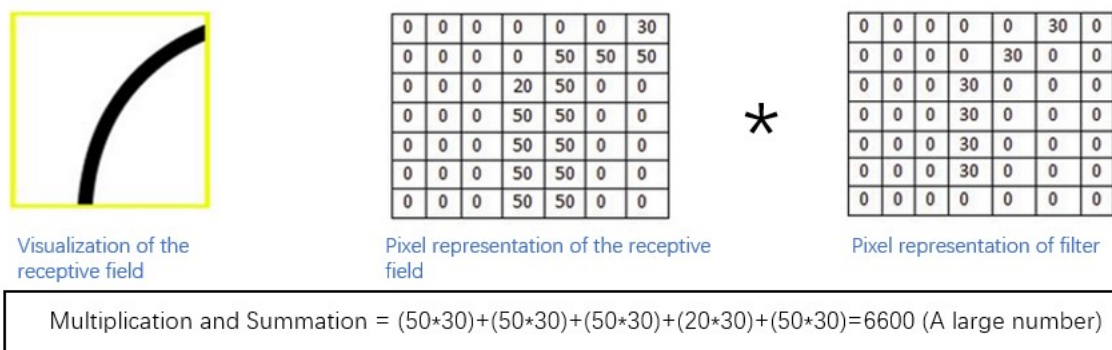 0 0 0 0 0 0 30
0 0 0 0 50 50 50
0 0 0 20 50 0 0
0 0 0 50 50 0 0
0 0 0 50 50 0 0
0 0 0 50 50 0 0
0 0 0 50 50 0 0
*
0 0 0 0 0 30 0
0 0 0 0 30 0 0
0 0 0 30 0 0 0
0 0 0 30 0 0 0
0 0 0 30 0 0 0
0 0 0 30 0 0 0
0 0 0 0 0 0 0
Visualization of the
receptive field
Pixel representation of the receptive
field
Pixel representation of filter
Multiplication and Summation = (50*30)+(50*30)+(50*30)+(20*30)+(50*30)=6600 (A large number)